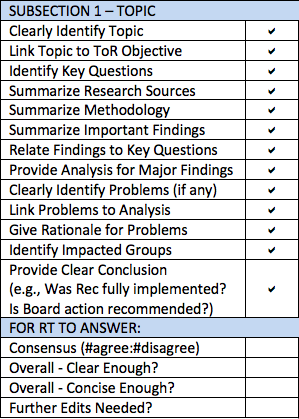 SUBSECTION 1 – TOPIC
Clearly Identify Topic ✓
Link Topic to ToR Objective ✓
Identify Key Questions ✓
Summarize Research Sources ✓
Summarize Methodology ✓
Summarize Important Findings ✓
Relate Findings to Key Questions ✓
Provide Analysis for Major Findings ✓
Clearly Identify Problems (if any) ✓
Link Problems to Analysis ✓
Give Rationale for Problems ✓
Identify Impacted Groups ✓
Provide Clear Conclusion
(e.g., Was Rec fully implemented? ✓
Is Board action recommended?)
FOR RT TO ANSWER:
Consensus (#agree:#disagree)
Overall - Clear Enough?
Overall - Concise Enough?
Further Edits Needed?